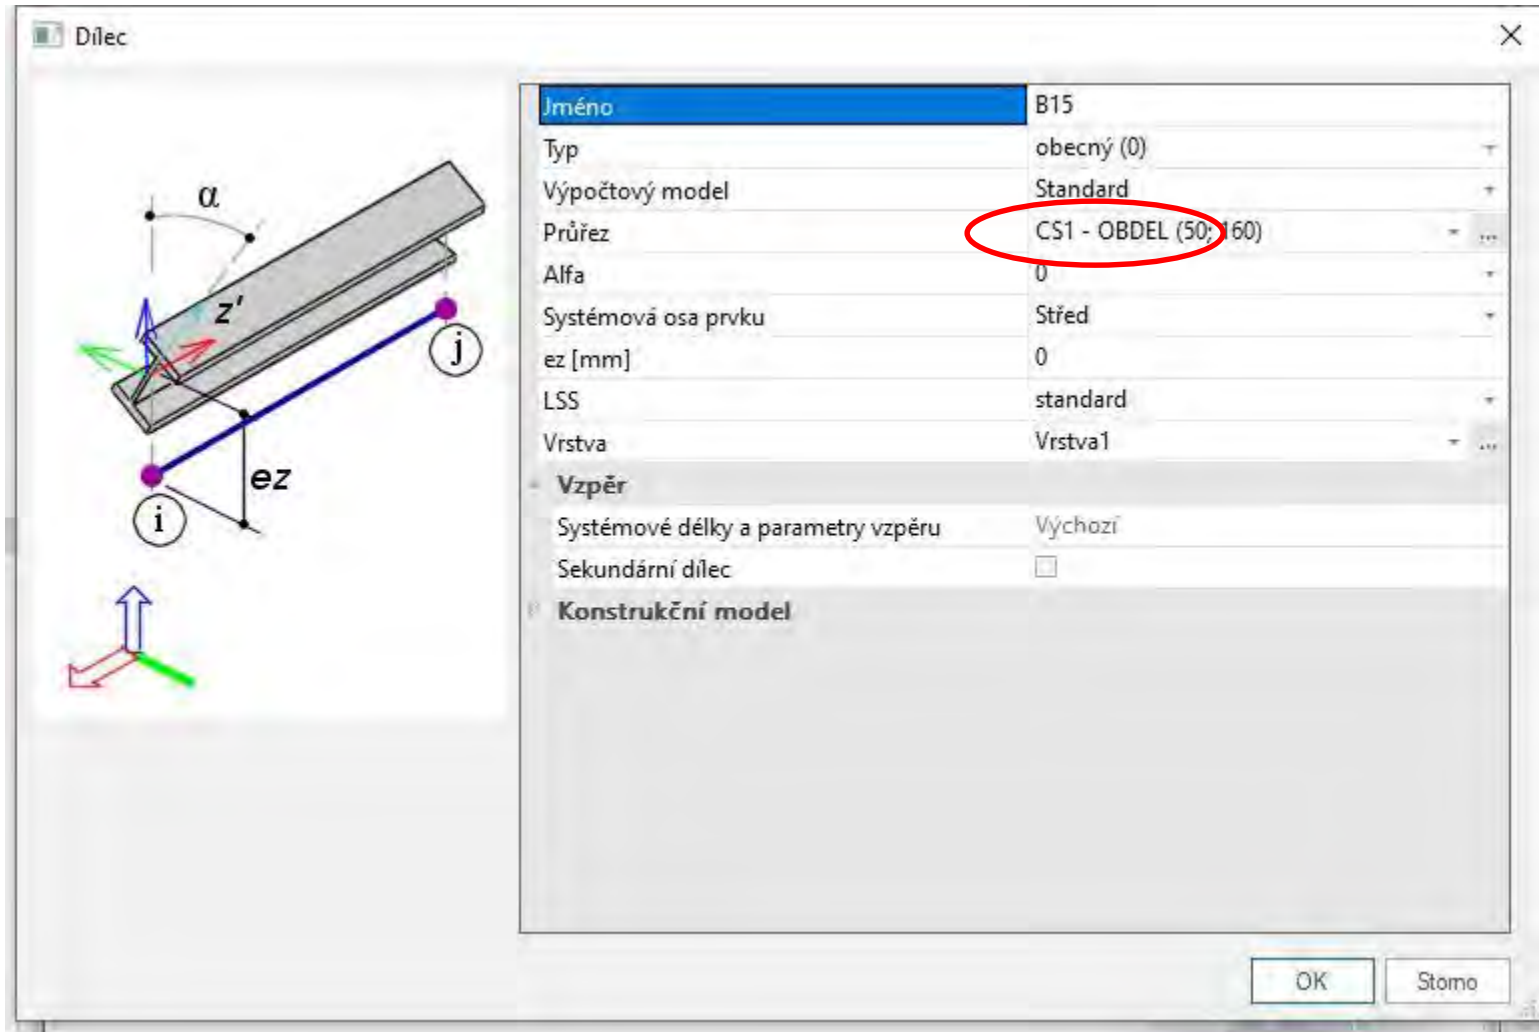 Dílec
Jméno B15
Typ obecný (0)
Výpočtový model Standard
Průřez CS1 - OBDEL (50; 160) ...
Alfa 0
Systémová osa prvku Střed
ez [mm] 0
LSS standard
Vrstva Vrstva1 ...
Vzpěr
Systémové délky a parametry vzpěru Výchozí
Sekundární dílec
Konstrukční model
α
z'
j
ez
i
OK Storno